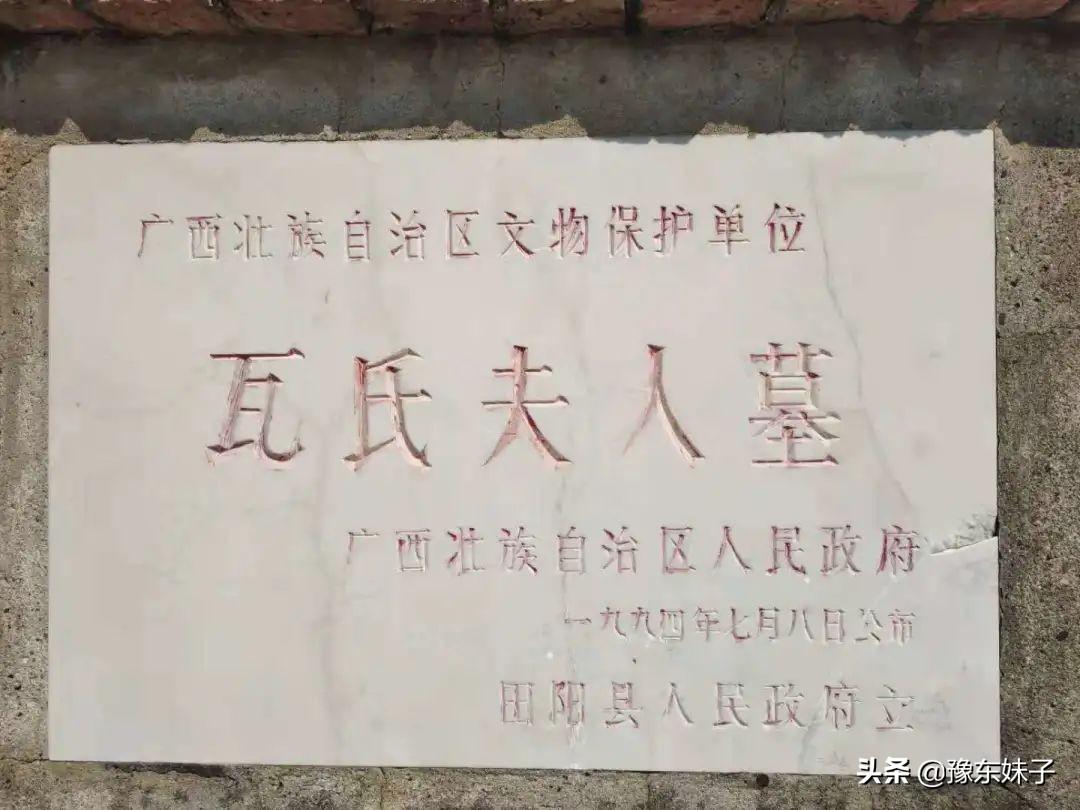 广西壮族自治区文物保护单位
瓦氏夫人墓
广西壮族自治区人民政府
一九九四年七月八日公布
田阳县人民政府立
头条 @豫东妹子